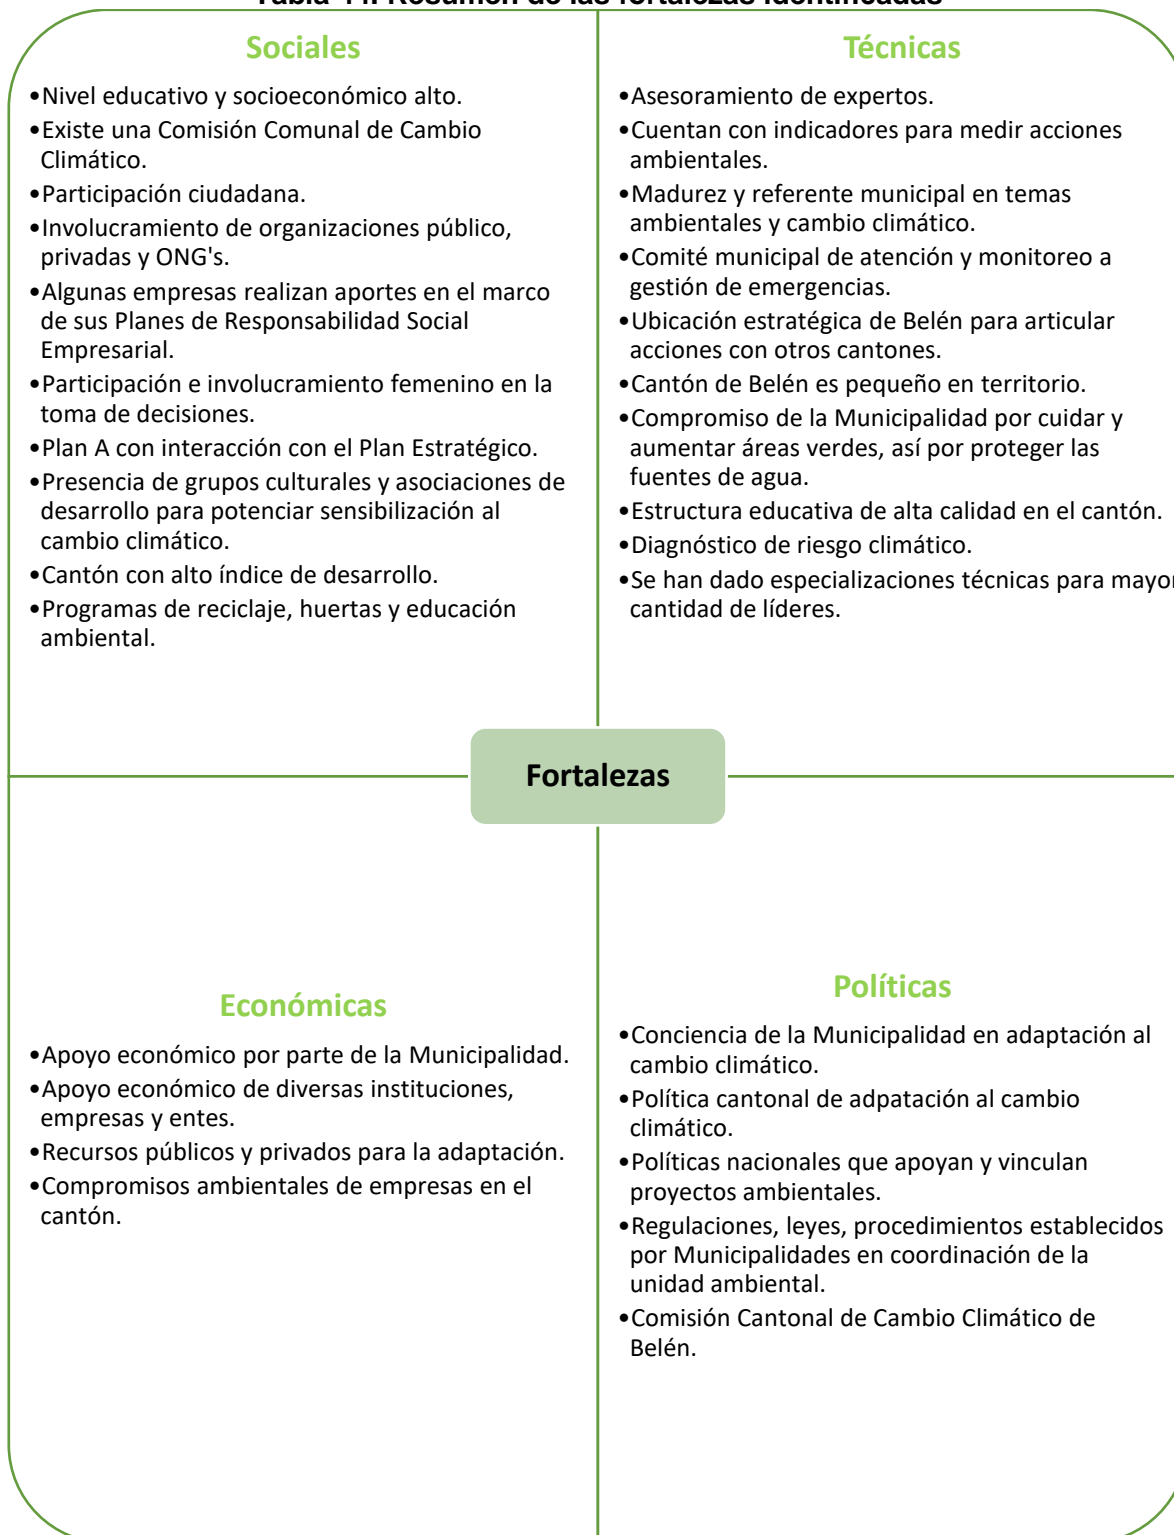 Tabla 44. Resumen de las fortalezas identificadas
Sociales
•Nivel educativo y socioeconómico alto.
•Existe una Comisión Comunal de Cambio
Climático.
•Participación ciudadana.
•Involucramiento de organizaciones público,
privadas y ONG's.
•Algunas empresas realizan aportes en el marco
de sus Planes de Responsabilidad Social
Empresarial.
•Participación e involucramiento femenino en la
toma de decisiones.
•Plan A con interacción con el Plan Estratégico.
•Presencia de grupos culturales y asociaciones de
desarrollo para potenciar sensibilización al
cambio climático.
•Cantón con alto índice de desarrollo.
•Programas de reciclaje, huertas y educación
ambiental.
Técnicas
•Asesoramiento de expertos.
•Cuentan con indicadores para medir acciones
ambientales.
•Madurez y referente municipal en temas
ambientales y cambio climático.
•Comité municipal de atención y monitoreo a
gestión de emergencias.
•Ubicación estratégica de Belén para articular
acciones con otros cantones.
•Cantón de Belén es pequeño en territorio.
•Compromiso de la Municipalidad por cuidar y
aumentar áreas verdes, así por proteger las
fuentes de agua.
•Estructura educativa de alta calidad en el cantón.
•Diagnóstico de riesgo climático.
•Se han dado especializaciones técnicas para mayor
cantidad de líderes.
Fortalezas
Económicas
•Apoyo económico por parte de la Municipalidad.
•Apoyo económico de diversas instituciones,
empresas y entes.
•Recursos públicos y privados para la adaptación.
•Compromisos ambientales de empresas en el
cantón.
Políticas
•Conciencia de la Municipalidad en adaptación al
cambio climático.
•Política cantonal de adpatación al cambio
climático.
•Políticas nacionales que apoyan y vinculan
proyectos ambientales.
•Regulaciones, leyes, procedimientos establecidos
por Municipalidades en coordinación de la
unidad ambiental.
•Comisión Cantonal de Cambio Climático de
Belén.